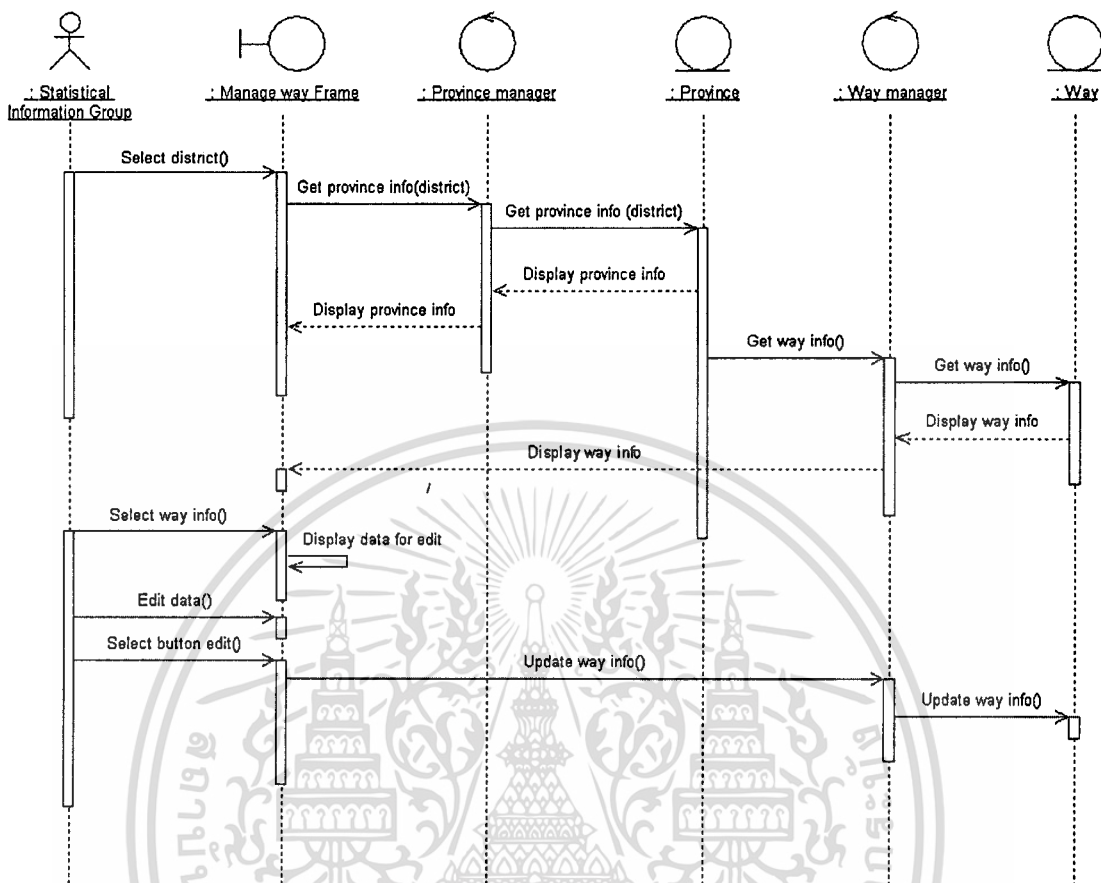 : Statistical
Information Group
: Manage way Frame
: Province manager
: Province
: Way manager
: Way
Select district()
Get province info(district)
Get province info (district)
Display province info
Display province info
Get way info()
Get way info()
Display way info
Display way info
Select way info()
Display data for edit
Edit data()
Select button edit()
Update way info()
Update way info()